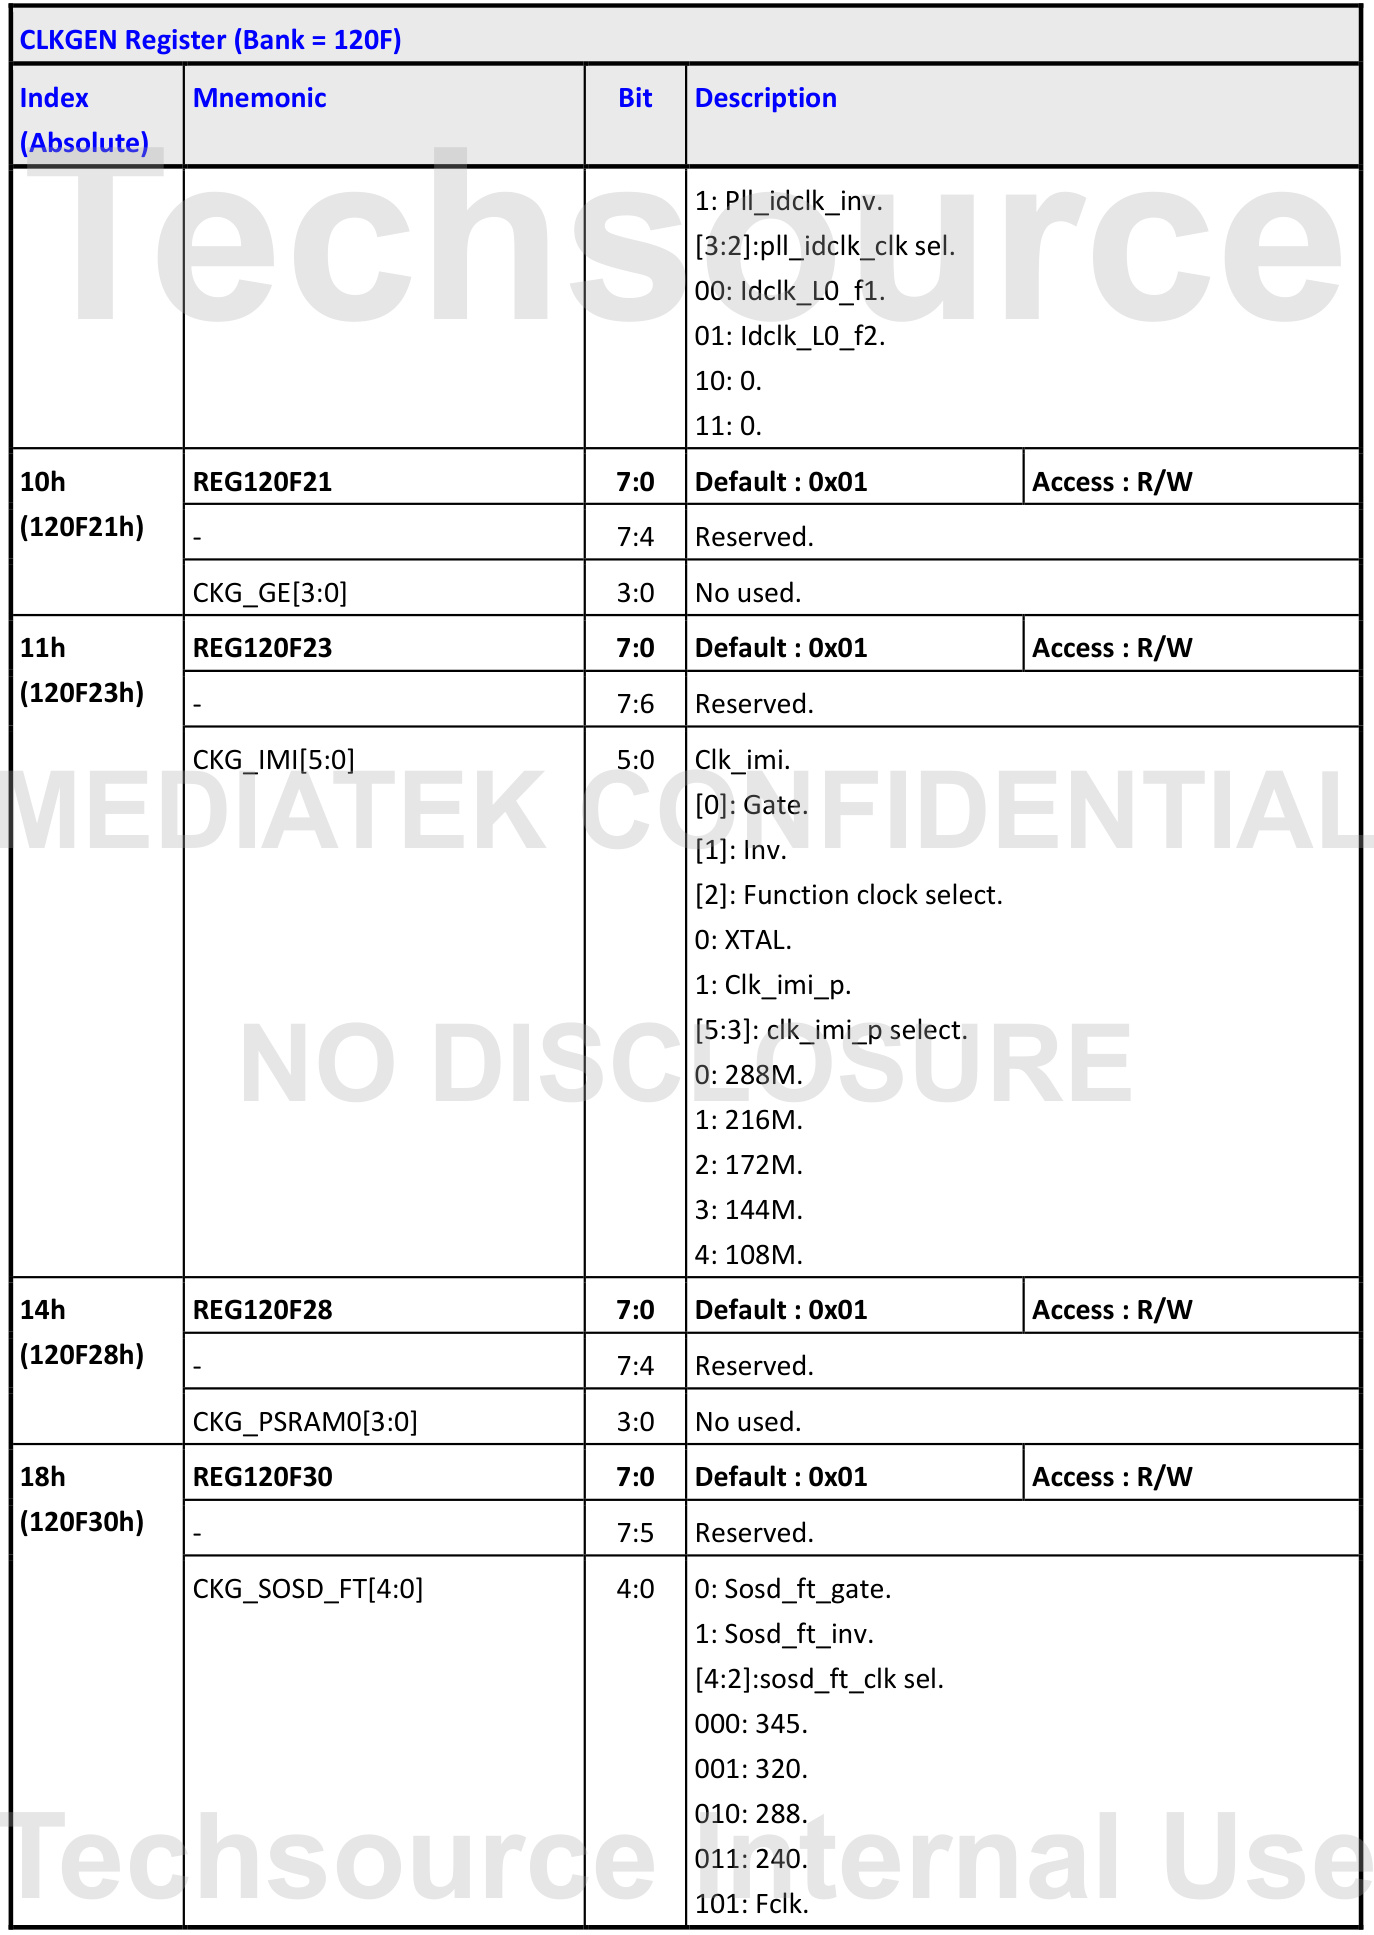 CLKGEN Register (Bank = 120F)
Index (Absolute) Mnemonic Bit Description
1: Pll_idclk_inv.
[3:2]:pll_idclk_clk sel.
00: Idclk_L0_f1.
01: Idclk_L0_f2.
10: 0.
11: 0.
Techsource
10h (120F21h) REG120F21 7:0 Default : 0x01 Access : R/W
- 7:4 Reserved.
CKG_GE[3:0] 3:0 No used.
11h (120F23h) REG120F23 7:0 Default : 0x01 Access : R/W
- 7:6 Reserved.
CKG_IMI[5:0] 5:0 Clk_imi.
[0]: Gate.
[1]: Inv.
MEDIATEK CONFIDENTIAL
[2]: Function clock select.
0: XTAL.
1: Clk_imi_p.
[5:3]: clk_imi_p select.
NO DISCLOSURE
0: 288M.
1: 216M.
2: 172M.
3: 144M.
4: 108M.
14h (120F28h) REG120F28 7:0 Default : 0x01 Access : R/W
- 7:4 Reserved.
CKG_PSRAM0[3:0] 3:0 No used.
18h (120F30h) REG120F30 7:0 Default : 0x01 Access : R/W
- 7:5 Reserved.
CKG_SOSD_FT[4:0] 4:0 0: Sosd_ft_gate.
1: Sosd_ft_inv.
[4:2]:sosd_ft_clk sel.
000: 345.
001: 320.
010: 288.
011: 240.
101: Fclk.
Techsource Internal Use